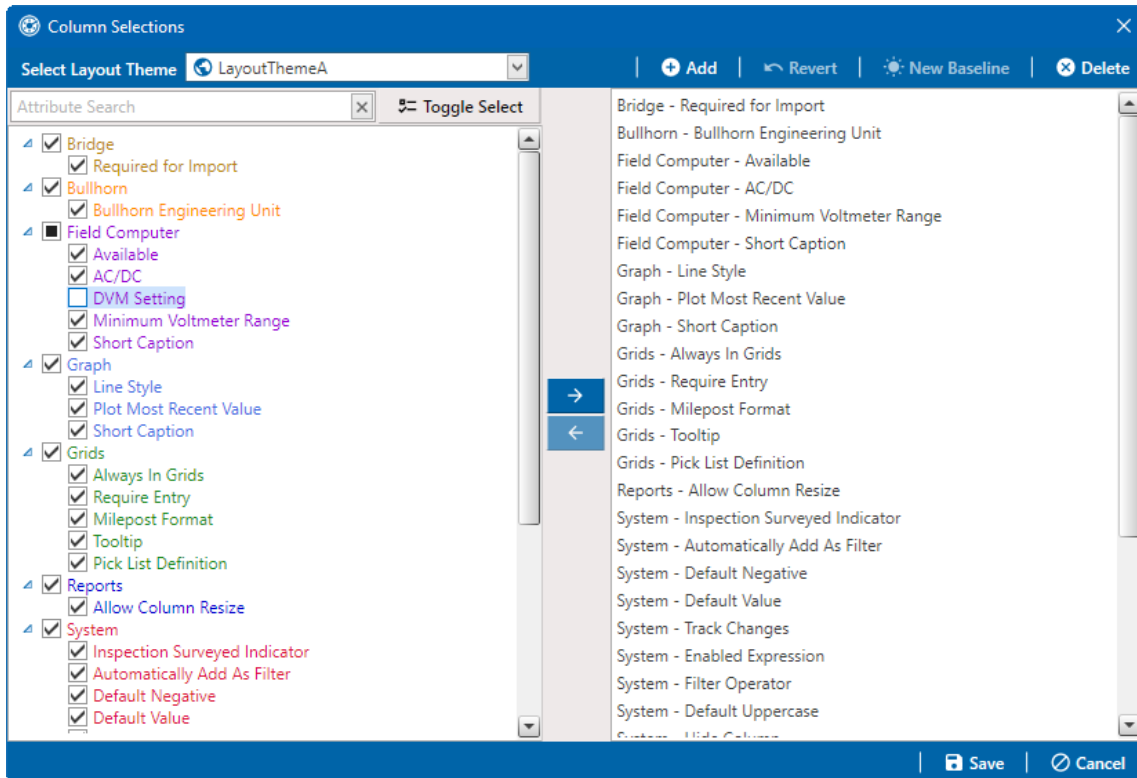 Column Selections
Select Layout Theme LayoutThemeA Add Revert New Baseline Delete
Attribute Search Toggle Select
Bridge
Required for Import
Bullhorn
Bullhorn Engineering Unit
Field Computer
Available
AC/DC
DVM Setting
Minimum Voltmeter Range
Short Caption
Graph
Line Style
Plot Most Recent Value
Short Caption
Grids
Always In Grids
Require Entry
Milepost Format
Tooltip
Pick List Definition
Reports
Allow Column Resize
System
Inspection Surveyed Indicator
Automatically Add As Filter
Default Negative
Default Value
Bridge - Required for Import
Bullhorn - Bullhorn Engineering Unit
Field Computer - Available
Field Computer - AC/DC
Field Computer - Minimum Voltmeter Range
Field Computer - Short Caption
Graph - Line Style
Graph - Plot Most Recent Value
Graph - Short Caption
Grids - Always In Grids
Grids - Require Entry
Grids - Milepost Format
Grids - Tooltip
Grids - Pick List Definition
Reports - Allow Column Resize
System - Inspection Surveyed Indicator
System - Automatically Add As Filter
System - Default Negative
System - Default Value
System - Track Changes
System - Enabled Expression
System - Filter Operator
System - Default Uppercase
System - Hide Column
Save Cancel